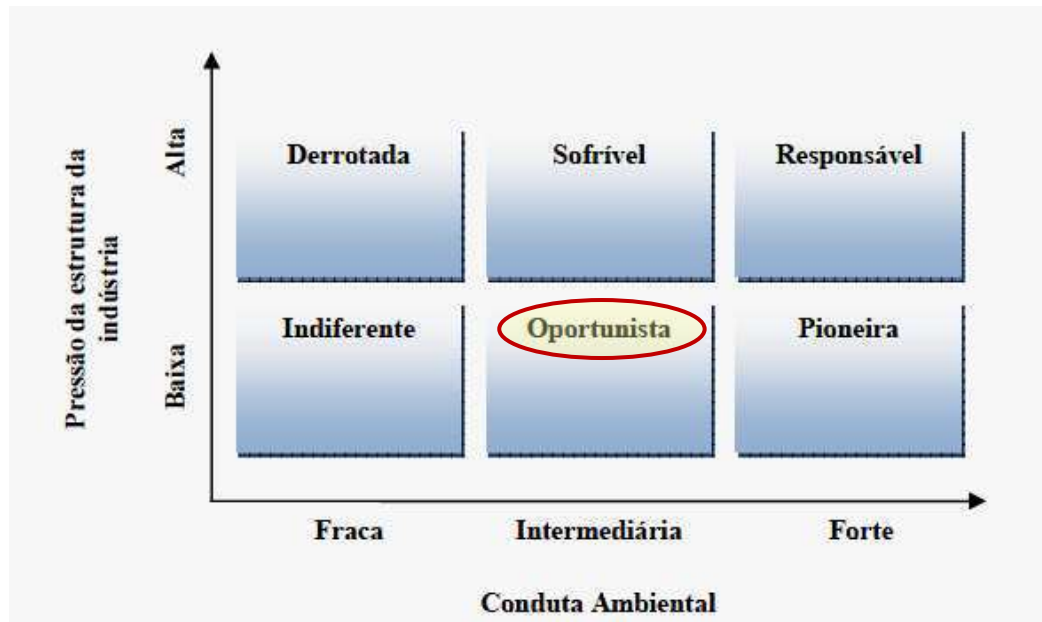 Pressão da estrutura da
indústria
Alta
Derrotada
Sofrível
Responsável
Baixa
Indiferente
Oportunista
Pioneira
Fraca
Intermediária
Forte
Conduta Ambiental